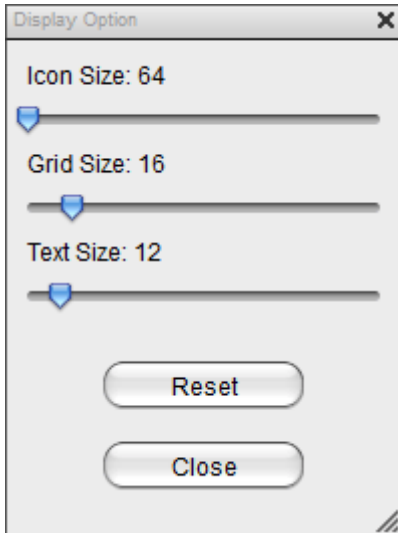 Display Option
Icon Size: 64
Grid Size: 16
Text Size: 12
Reset
Close